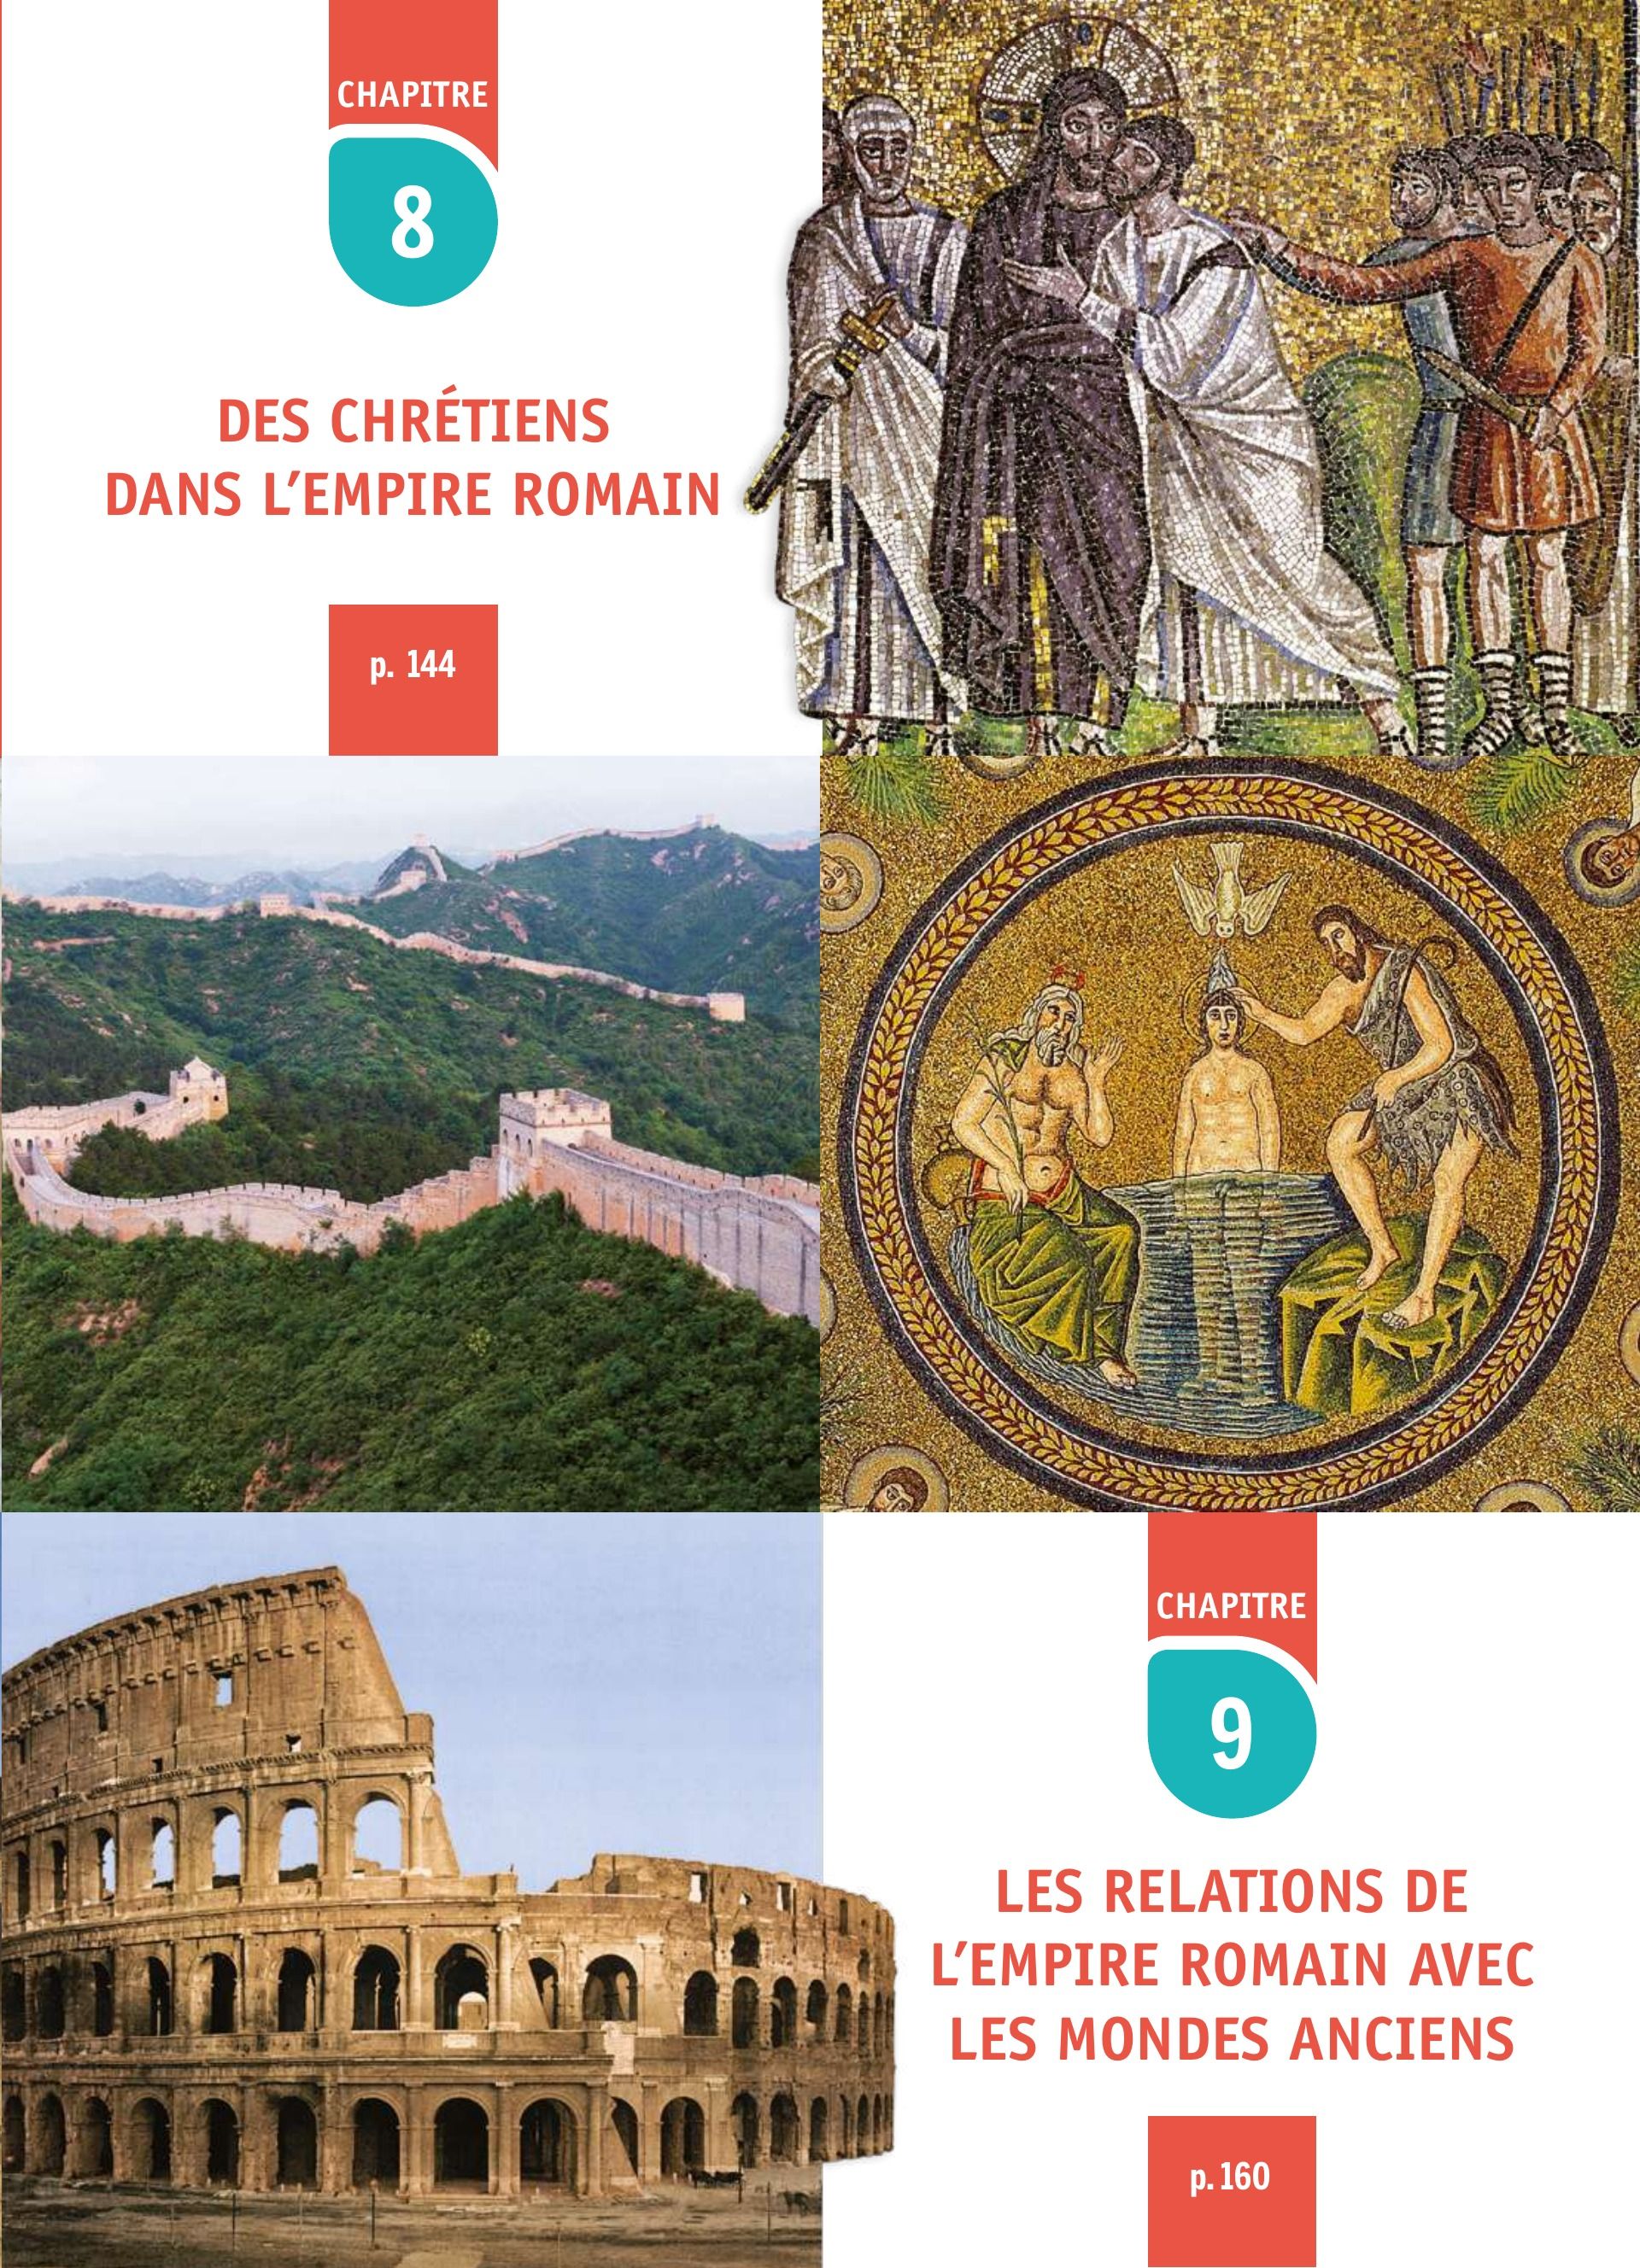 CHAPITRE
8
DES CHRÉTIENS
DANS L’EMPIRE ROMAIN
p. 144
CHAPITRE
9
LES RELATIONS DE
L’EMPIRE ROMAIN AVEC
LES MONDES ANCIENS
p. 160